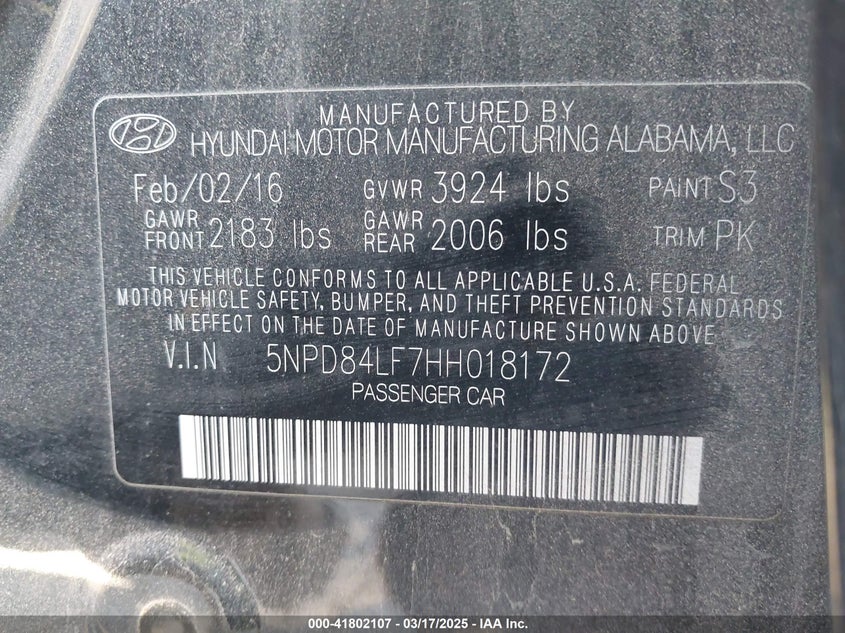 MANUFACTURED BY
HYUNDAI MOTOR MANUFACTURING ALABAMA, LLC
Feb/02/16 GVWR 3924 lbs PAINT S3
GAWR FRONT 2183 lbs GAWR REAR 2006 lbs TRIM PK
THIS VEHICLE CONFORMS TO ALL APPLICABLE U.S.A. FEDERAL
MOTOR VEHICLE SAFETY, BUMPER, AND THEFT PREVENTION STANDARDS
IN EFFECT ON THE DATE OF MANUFACTURE SHOWN ABOVE
V.I.N 5NPD84LF7HH018172
PASSENGER CAR
000-41802107 - 03/17/2025 - IAA Inc.